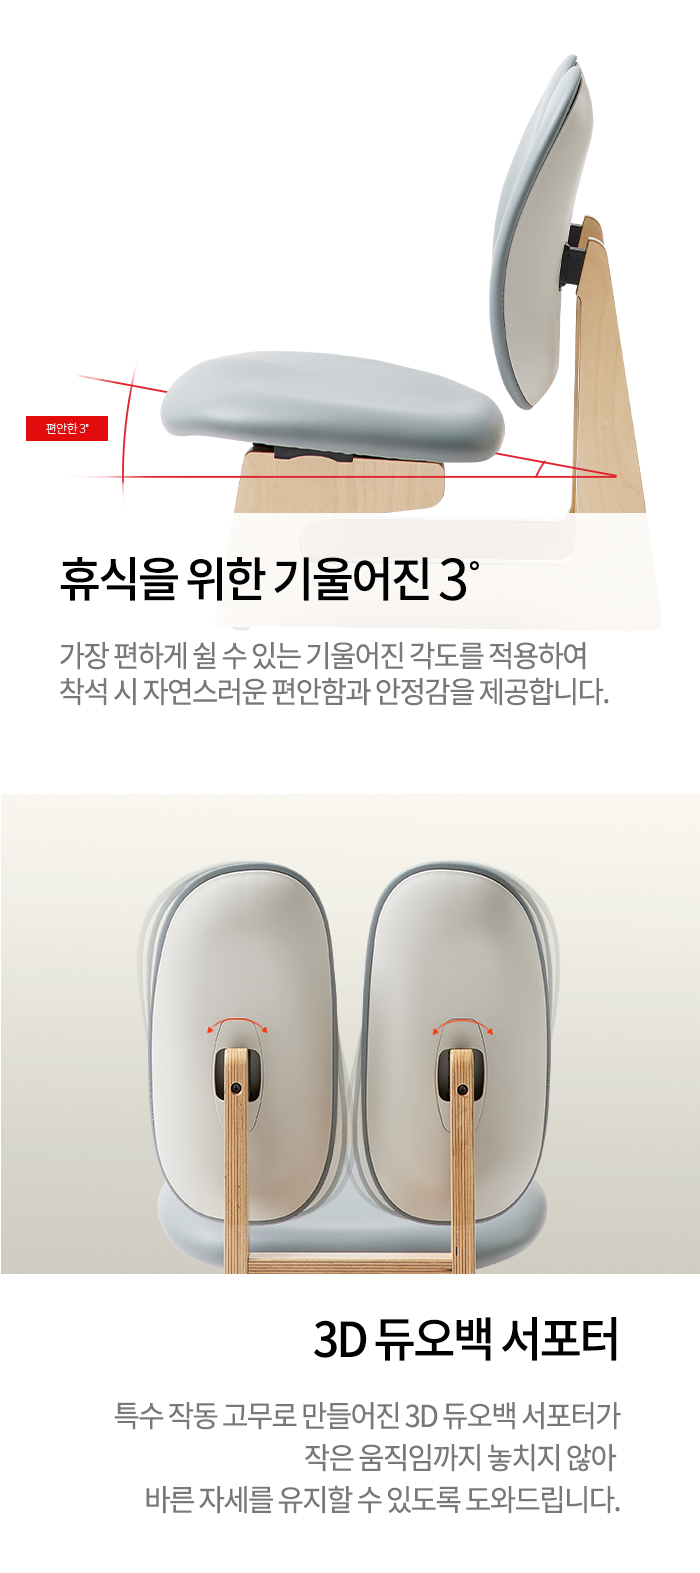 편안한 3°
휴식을 위한 기울어진 3°
가장 편하게 쉴 수 있는 기울어진 각도를 적용하여
착석 시 자연스러운 편안함과 안정감을 제공합니다.
3D 듀오백 서포터
특수 작동 고무로 만들어진 3D 듀오백 서포터가
작은 움직임까지 놓치지 않아
바른 자세를 유지할 수 있도록 도와드립니다.